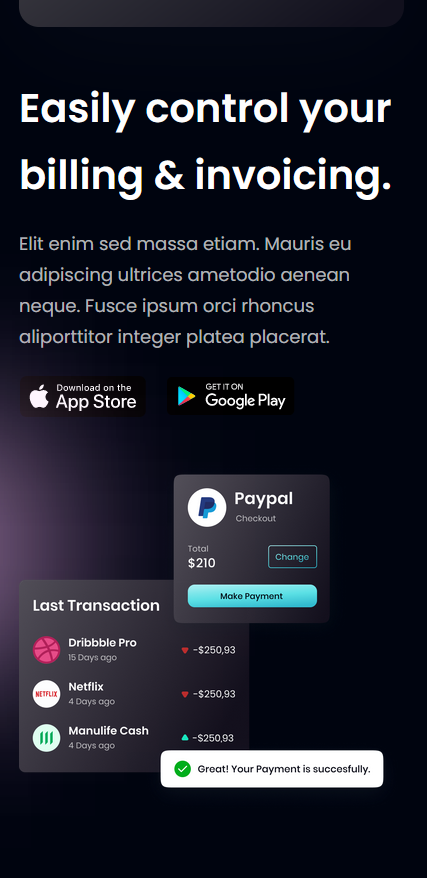 Easily control your
billing & invoicing.
Elit enim sed massa etiam. Mauris eu
adipiscing ultrices ametodio aenean
neque. Fusce ipsum orci rhoncus
aliporttitor integer platea placerat.
Download on the
App Store
GET IT ON
Google Play
Paypal
Checkout
Total
$210
Change
Make Payment
Last Transaction
Dribbble Pro
15 Days ago
-$250,93
NETFLIX
Netflix
4 Days ago
-$250,93
Manulife Cash
4 Days ago
-$250,93
Great! Your Payment is succesfully.